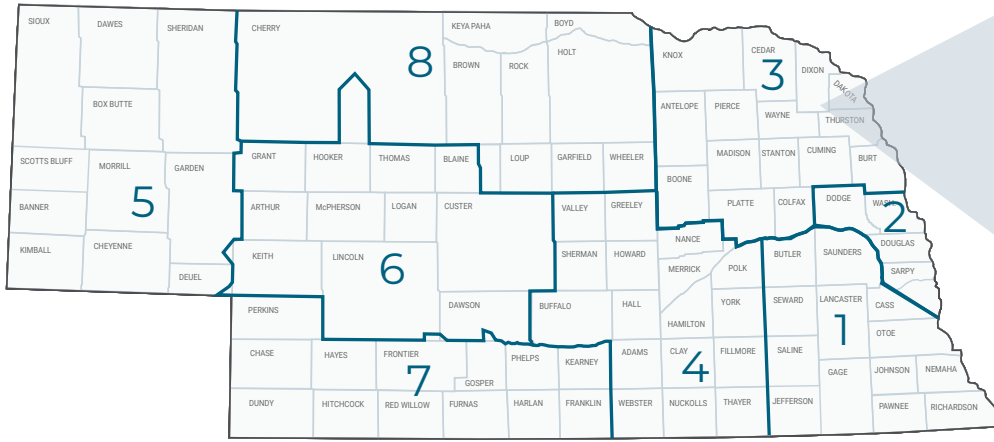 SIOUX
DAWES
SHERIDAN
CHERRY
KEYA PAHA
BOYD
8
BROWN
ROCK
HOLT
KNOX
CEDAR
3
DIXON
DAKOTA
BOX BUTTE
ANTELOPE
PIERCE
WAYNE
THURSTON
SCOTTS BLUFF
MORRILL
GARDEN
GRANT
HOOKER
THOMAS
BLAINE
LOUP
GARFIELD
WHEELER
MADISON
STANTON
CUMING
BURT
BOONE
BANNER
5
ARTHUR
McPHERSON
LOGAN
CUSTER
VALLEY
GREELEY
PLATTE
COLFAX
DODGE
WASH
2
KIMBALL
CHEYENNE
DEUEL
KEITH
LINCOLN
6
SHERMAN
HOWARD
NANCE
MERRICK
POLK
BUTLER
SAUNDERS
DOUGLAS
SARPY
PERKINS
DAWSON
BUFFALO
HALL
HAMILTON
YORK
SEWARD
LANCASTER
CASS
1
OTOE
CHASE
HAYES
FRONTIER
7
GOSPER
PHELPS
KEARNEY
ADAMS
CLAY
4
FILLMORE
SALINE
GAGE
JOHNSON
NEMAHA
DUNDY
HITCHCOCK
RED WILLOW
FURNAS
HARLAN
FRANKLIN
WEBSTER
NUCKOLLS
THAYER
JEFFERSON
PAWNEE
RICHARDSON